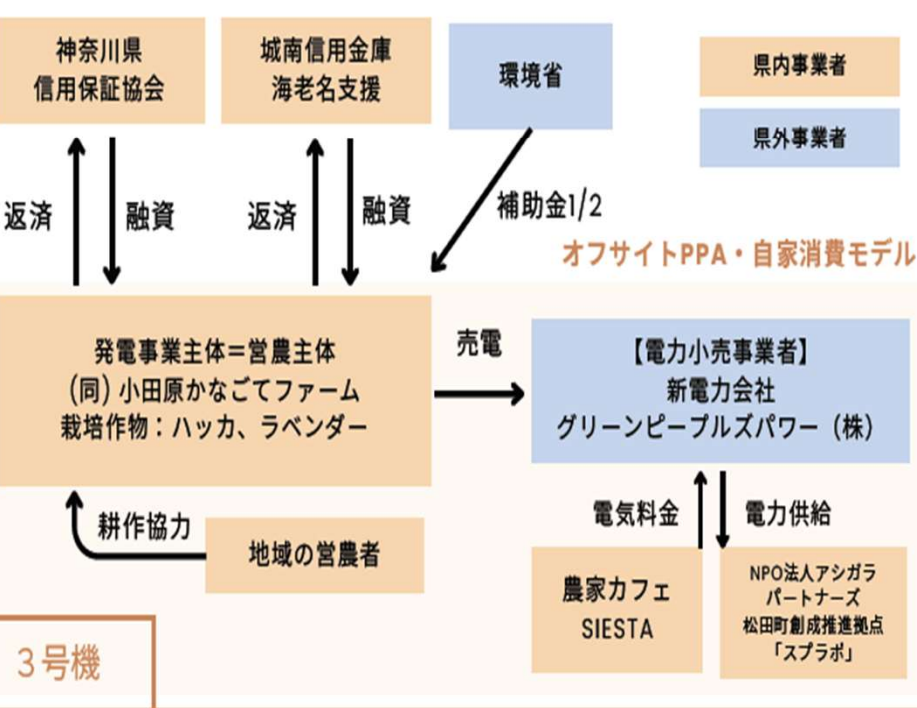 神奈川県
信用保証協会
城南信用金庫
海老名支援
環境省
県内事業者
県外事業者
返済
融資
返済
融資
補助金1/2
オフサイトPPA・自家消費モデル
発電事業主体＝営農主体
(同) 小田原かなごてファーム
栽培作物：ハッカ、ラベンダー
売電
【電力小売事業者】
新電力会社
グリーンピープルズパワー（株）
耕作協力
地域の営農者
電気料金
電力供給
農家カフェ
SIESTA
NPO法人アシガラ
パートナーズ
松田町創成推進拠点
「スプラボ」
３号機